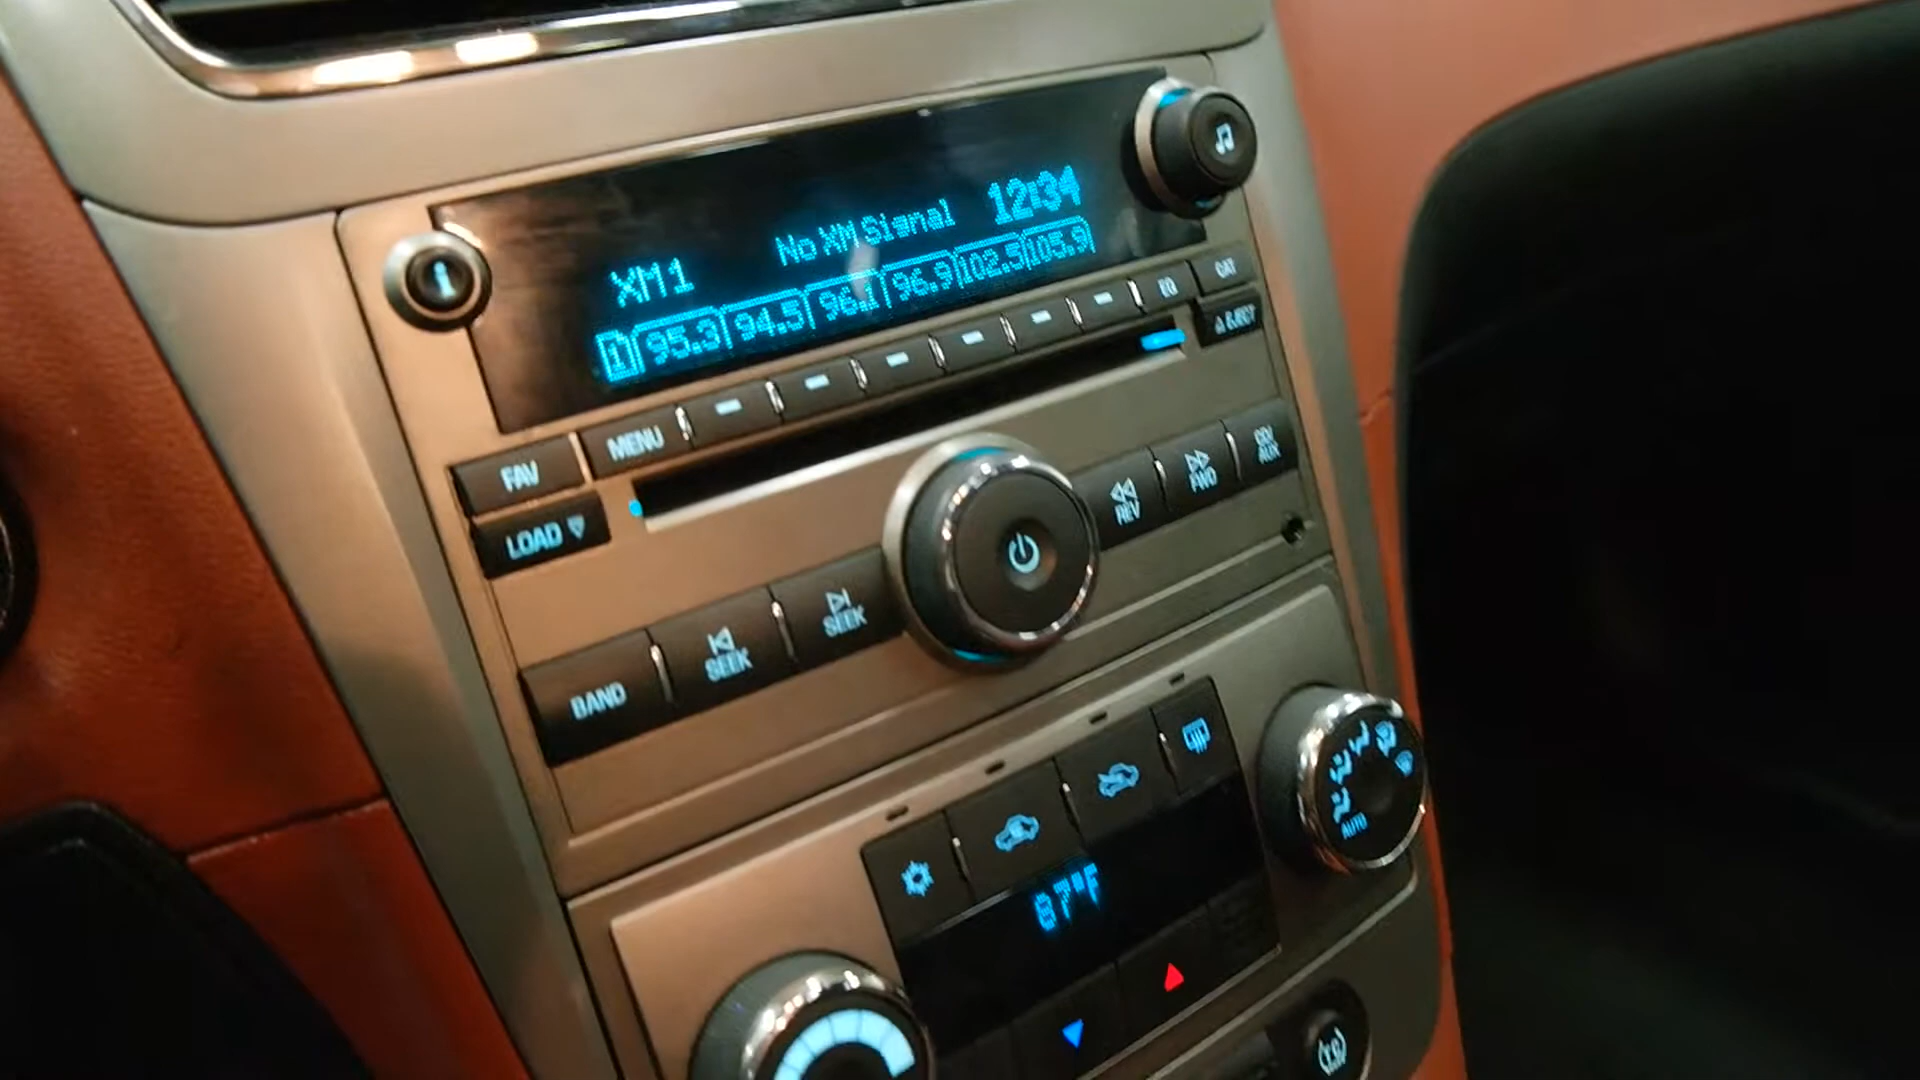 No XM Signal 12:34
XM1
1 95.3 94.5 96.1 96.9 102.5 105.9
CAT
EQ
EJECT
MENU
FAV
LOAD
CD/
AUX
FWD
REV
SEEK
SEEK
BAND
AUTO
87°F